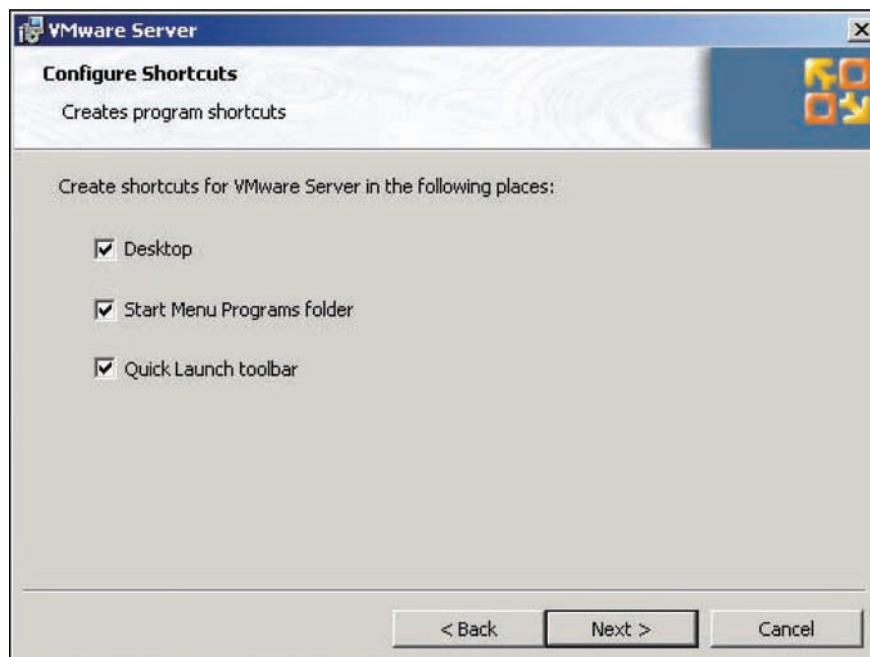 VMware Server
Configure Shortcuts
Creates program shortcuts
Create shortcuts for VMware Server in the following places:
Desktop
Start Menu Programs folder
Quick Launch toolbar
< Back Next > Cancel